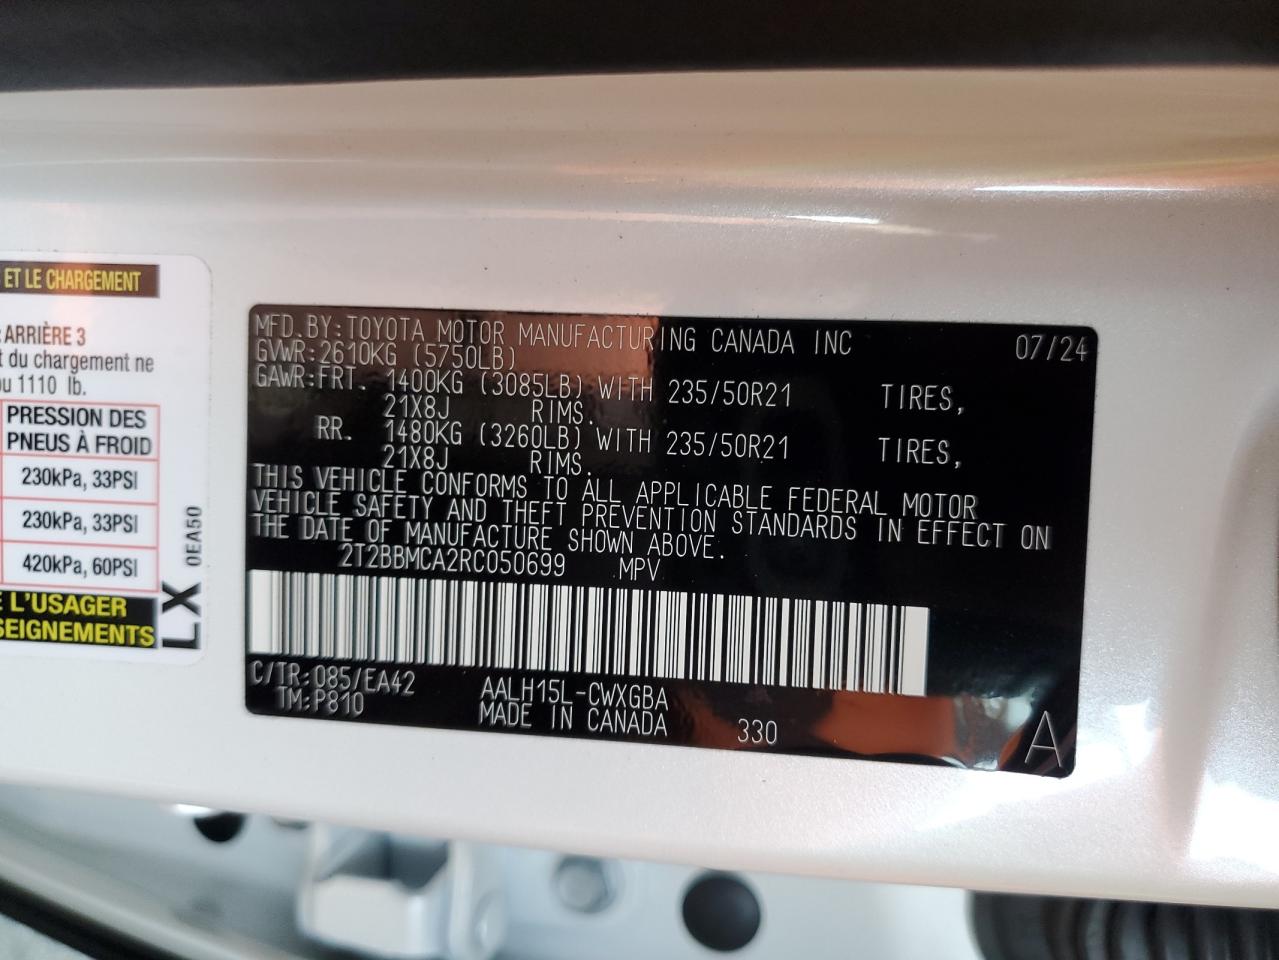 ET LE CHARGEMENT
ARRIÈRE 3
t du chargement ne
u 1110 lb.
PRESSION DES
PNEUS À FROID
230kPa, 33PSI
230kPa, 33PSI
420kPa, 60PSI
L'USAGER
SEIGNEMENTS
LX 0EA50
MFD.BY:TOYOTA MOTOR MANUFACTURING CANADA INC 07/24
GVWR:2610KG (5750LB)
GAWR:FRT. 1400KG (3085LB) WITH 235/50R21 TIRES,
21X8J RIMS.
RR. 1480KG (3260LB) WITH 235/50R21 TIRES,
21X8J RIMS.
THIS VEHICLE CONFORMS TO ALL APPLICABLE FEDERAL MOTOR
VEHICLE SAFETY AND THEFT PREVENTION STANDARDS IN EFFECT ON
THE DATE OF MANUFACTURE SHOWN ABOVE.
2T2BBMCA2RC050699 MPV
C/TR:085/EA42 AALH15L-CWXGBA
TM:P810 MADE IN CANADA 330 A